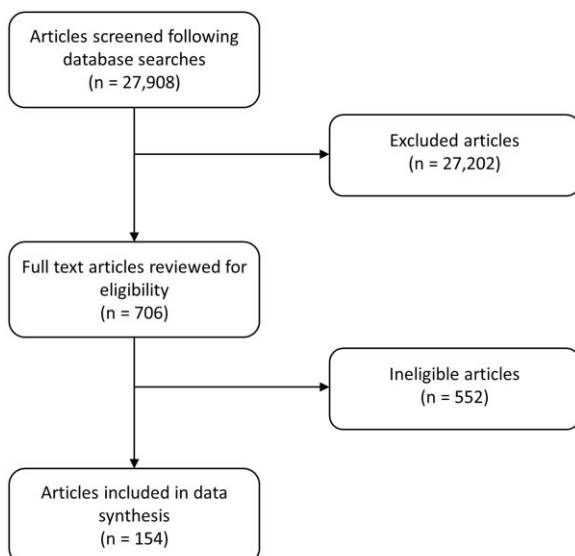 Articles screened following
database searches
(n = 27,908)
Excluded articles
(n = 27,202)
Full text articles reviewed for
eligibility
(n = 706)
Ineligible articles
(n = 552)
Articles included in data
synthesis
(n = 154)